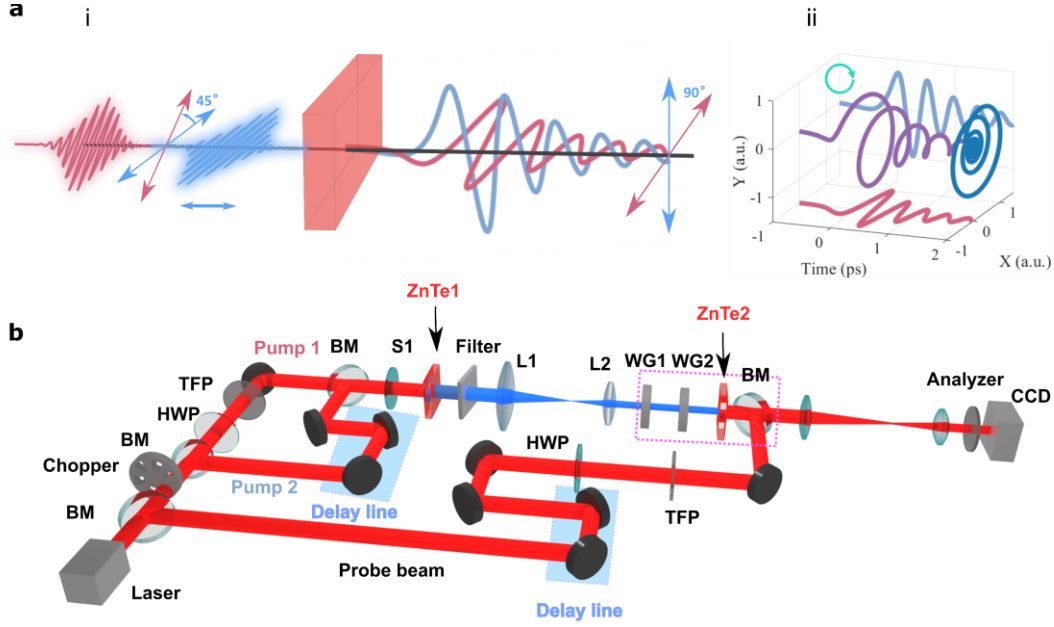 a
i
ii
45°
90°
1
0
-1
Y (a.u.)
-1
0
1
2
Time (ps)
-1
0
1
X (a.u.)
b
ZnTe1
Pump 1
BM
S1
Filter
L1
L2
WG1
WG2
ZnTe2
BM
Analyzer
CCD
TFP
HWP
BM
Chopper
BM
Pump 2
Delay line
HWP
TFP
Probe beam
Laser
Delay line